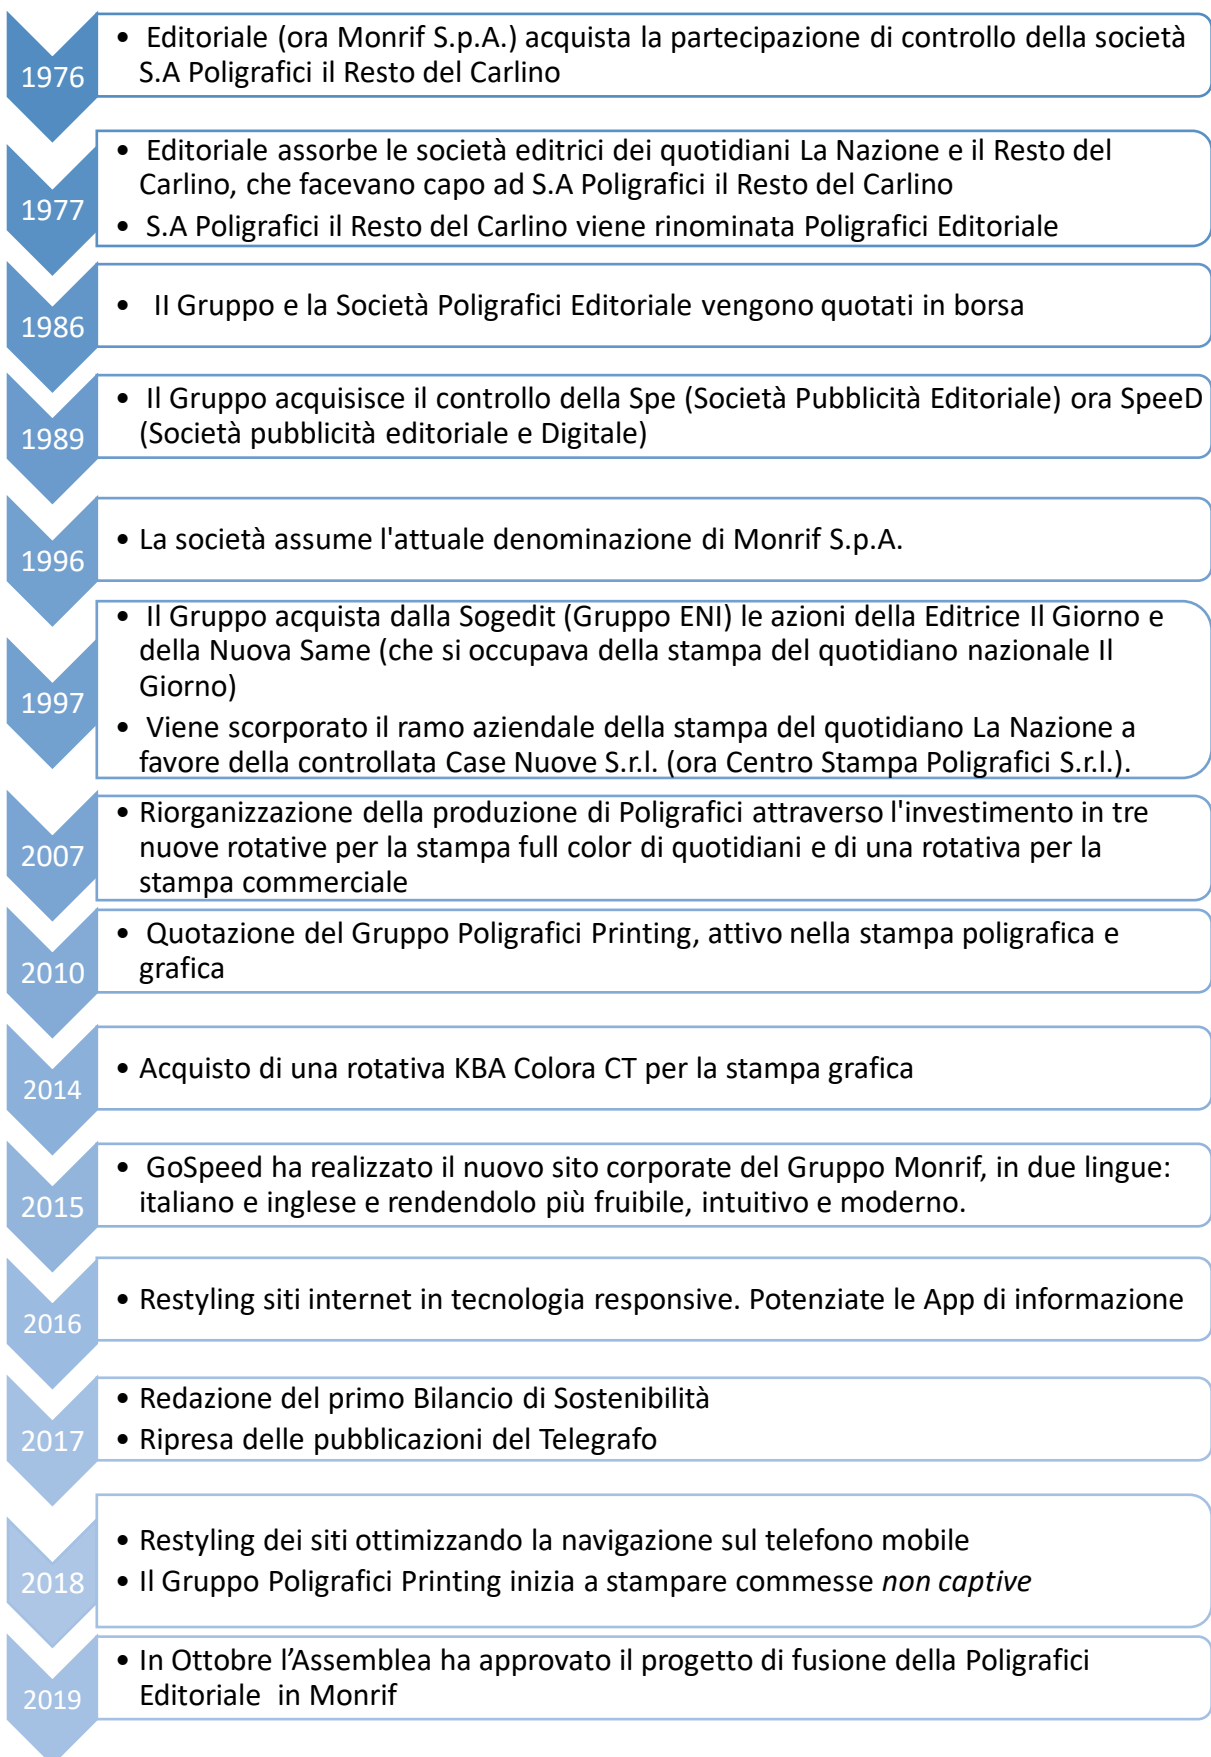 1976
• Editoriale (ora Monrif S.p.A.) acquista la partecipazione di controllo della società
S.A Poligrafici il Resto del Carlino
1977
• Editoriale assorbe le società editrici dei quotidiani La Nazione e il Resto del
Carlino, che facevano capo ad S.A Poligrafici il Resto del Carlino
• S.A Poligrafici il Resto del Carlino viene rinominata Poligrafici Editoriale
1986
• II Gruppo e la Società Poligrafici Editoriale vengono quotati in borsa
1989
• Il Gruppo acquisisce il controllo della Spe (Società Pubblicità Editoriale) ora SpeeD
(Società pubblicità editoriale e Digitale)
1996
• La società assume l'attuale denominazione di Monrif S.p.A.
1997
• Il Gruppo acquista dalla Sogedit (Gruppo ENI) le azioni della Editrice Il Giorno e
della Nuova Same (che si occupava della stampa del quotidiano nazionale Il
Giorno)
• Viene scorporato il ramo aziendale della stampa del quotidiano La Nazione a
favore della controllata Case Nuove S.r.l. (ora Centro Stampa Poligrafici S.r.l.).
2007
• Riorganizzazione della produzione di Poligrafici attraverso l'investimento in tre
nuove rotative per la stampa full color di quotidiani e di una rotativa per la
stampa commerciale
2010
• Quotazione del Gruppo Poligrafici Printing, attivo nella stampa poligrafica e
grafica
2014
• Acquisto di una rotativa KBA Colora CT per la stampa grafica
2015
• GoSpeed ha realizzato il nuovo sito corporate del Gruppo Monrif, in due lingue:
italiano e inglese e rendendolo più fruibile, intuitivo e moderno.
2016
• Restyling siti internet in tecnologia responsive. Potenziate le App di informazione
2017
• Redazione del primo Bilancio di Sostenibilità
• Ripresa delle pubblicazioni del Telegrafo
2018
• Restyling dei siti ottimizzando la navigazione sul telefono mobile
• Il Gruppo Poligrafici Printing inizia a stampare commesse non captive
2019
• In Ottobre l’Assemblea ha approvato il progetto di fusione della Poligrafici
Editoriale in Monrif